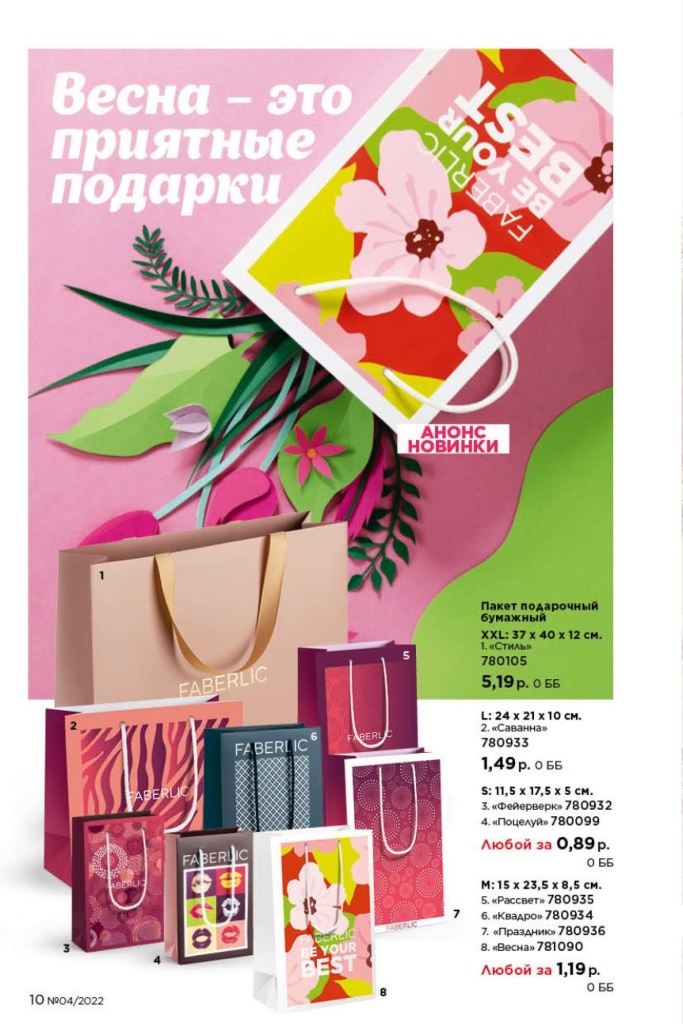 Весна – это
приятные
подарки
FABERLIC
BE YOUR
BEST
АНОНС
НОВИНКИ
1
FABERLIC
Пакет подарочный
бумажный
XXL: 37 x 40 x 12 см.
1. «Стиль»
780105
5,19 р. 0 ББ
5
FABERLIC
2
FABERLIC
6
FABERLIC
L: 24 x 21 x 10 см.
2. «Саванна»
780933
1,49 р. 0 ББ
S: 11,5 x 17,5 x 5 см.
3. «Фейерверк» 780932
4. «Поцелуй» 780099
Любой за 0,89 р.
0 ББ
M: 15 x 23,5 x 8,5 см.
5. «Рассвет» 780935
6. «Квадро» 780934
7. «Праздник» 780936
8. «Весна» 781090
Любой за 1,19 р.
0 ББ
FABERLIC
3
FABERLIC
4
FABERLIC
BE YOUR
BEST
8
FABERLIC
7
10 №04/2022